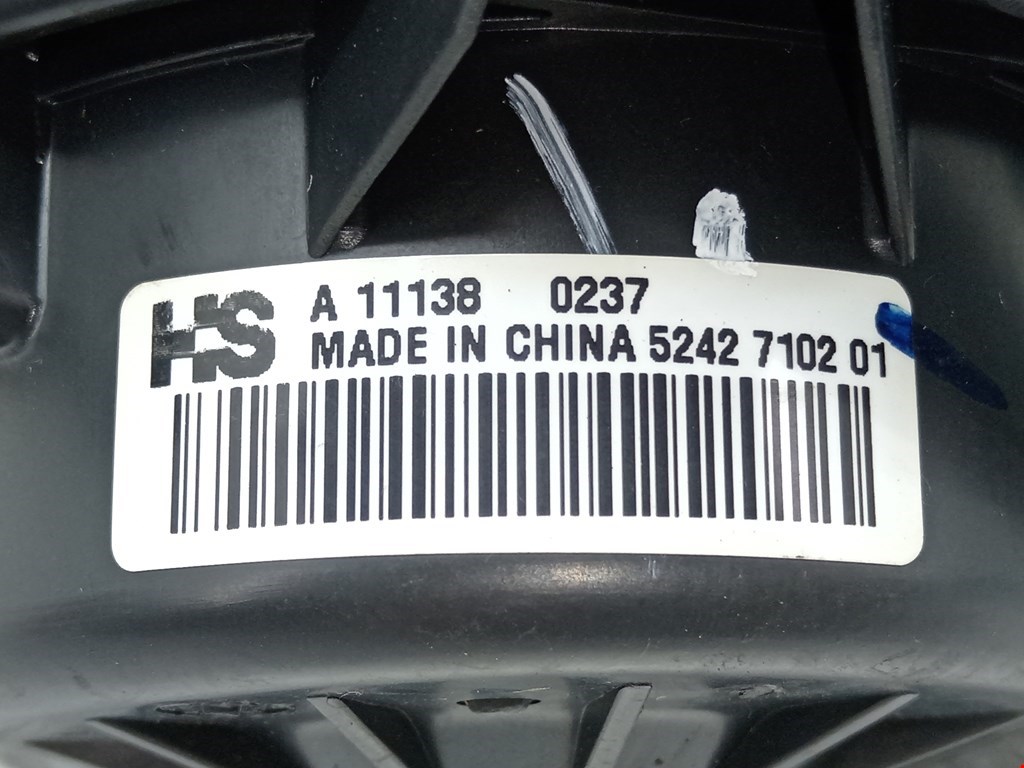 HS
A 11138 0237
MADE IN CHINA 5242 7102 01